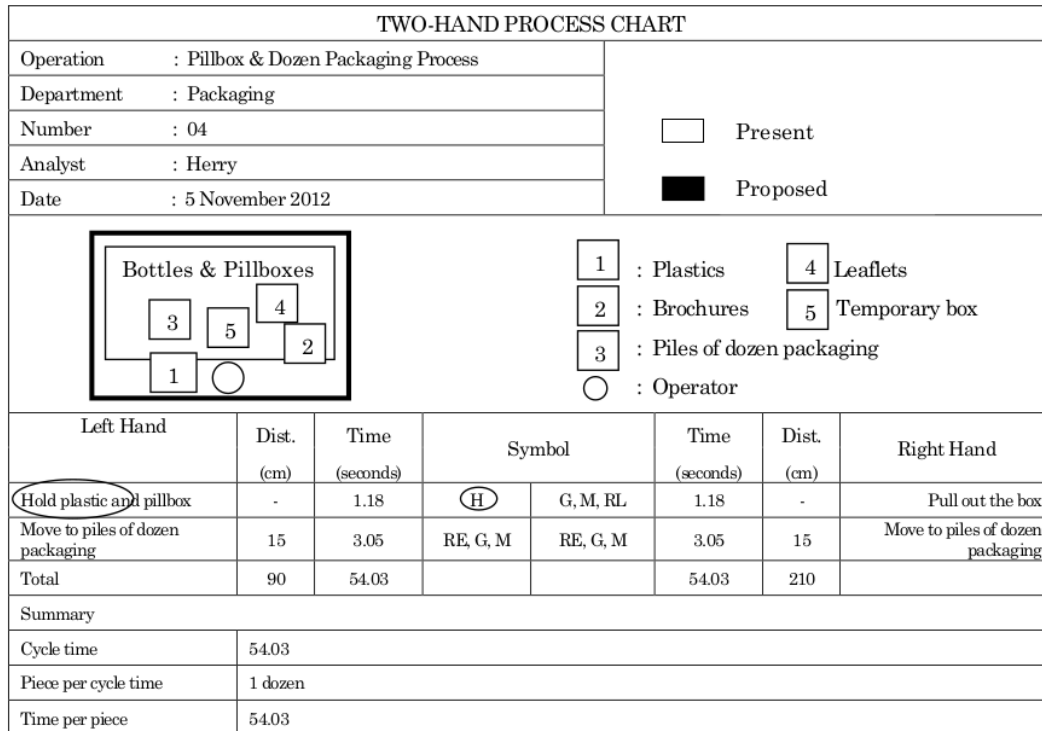 TWO-HAND PROCESS CHART
Operation : Pillbox & Dozen Packaging Process
Department : Packaging
Number : 04
Analyst : Herry
Date : 5 November 2012
Present
Proposed
Bottles & Pillboxes
3
5
4
2
1
1 : Plastics
4 Leaflets
2 : Brochures
5 Temporary box
3 : Piles of dozen packaging
: Operator
Left Hand Dist. (cm) Time (seconds) Symbol Time (seconds) Dist. (cm) Right Hand
Hold plastic and pillbox - 1.18 H G, M, RL 1.18 - Pull out the box
Move to piles of dozen packaging 15 3.05 RE, G, M RE, G, M 3.05 15 Move to piles of dozen packaging
Total 90 54.03 54.03 210
Summary
Cycle time 54.03
Piece per cycle time 1 dozen
Time per piece 54.03